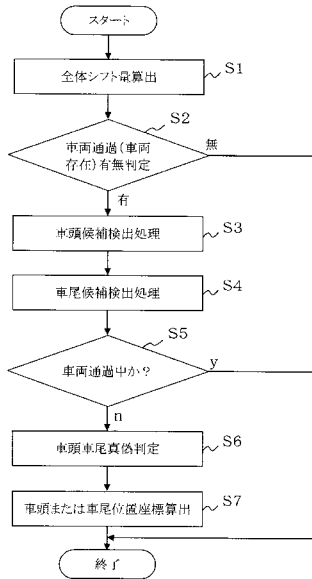 スタート
全体シフト量算出
S1
S2
車両通過(車両
存在)有無判定
無
有
車頭候補検出処理
S3
車尾候補検出処理
S4
S5
車両通過中か?
y
n
車頭車尾真偽判定
S6
車頭または車尾位置座標算出
S7
終了